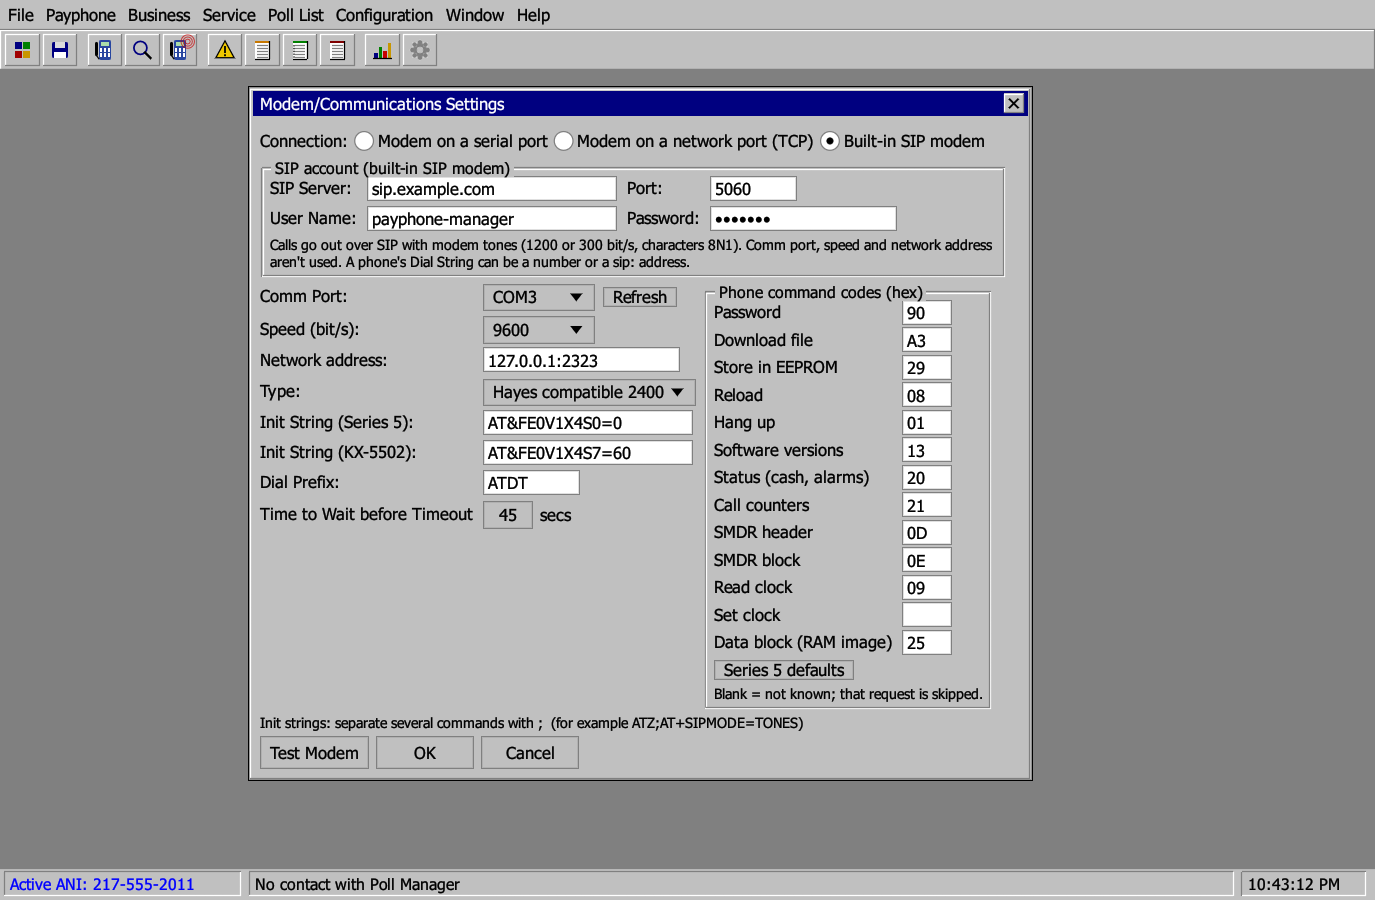 File Payphone Business Service Poll List Configuration Window Help
Modem/Communications Settings
Connection: Modem on a serial port Modem on a network port (TCP) Built-in SIP modem
SIP account (built-in SIP modem)
SIP Server: sip.example.com Port: 5060
User Name: payphone-manager Password: •••••••
Calls go out over SIP with modem tones (1200 or 300 bit/s, characters 8N1). Comm port, speed and network address
aren't used. A phone's Dial String can be a number or a sip: address.
Comm Port: COM3 Refresh
Speed (bit/s): 9600
Network address: 127.0.0.1:2323
Type: Hayes compatible 2400
Init String (Series 5): AT&FE0V1X4S0=0
Init String (KX-5502): AT&FE0V1X4S7=60
Dial Prefix: ATDT
Time to Wait before Timeout 45 secs
Phone command codes (hex)
Password 90
Download file A3
Store in EEPROM 29
Reload 08
Hang up 01
Software versions 13
Status (cash, alarms) 20
Call counters 21
SMDR header 0D
SMDR block 0E
Read clock 09
Set clock
Data block (RAM image) 25
Series 5 defaults
Blank = not known; that request is skipped.
Init strings: separate several commands with ; (for example ATZ;AT+SIPMODE=TONES)
Test Modem OK Cancel
Active ANI: 217-555-2011 No contact with Poll Manager 10:43:12 PM